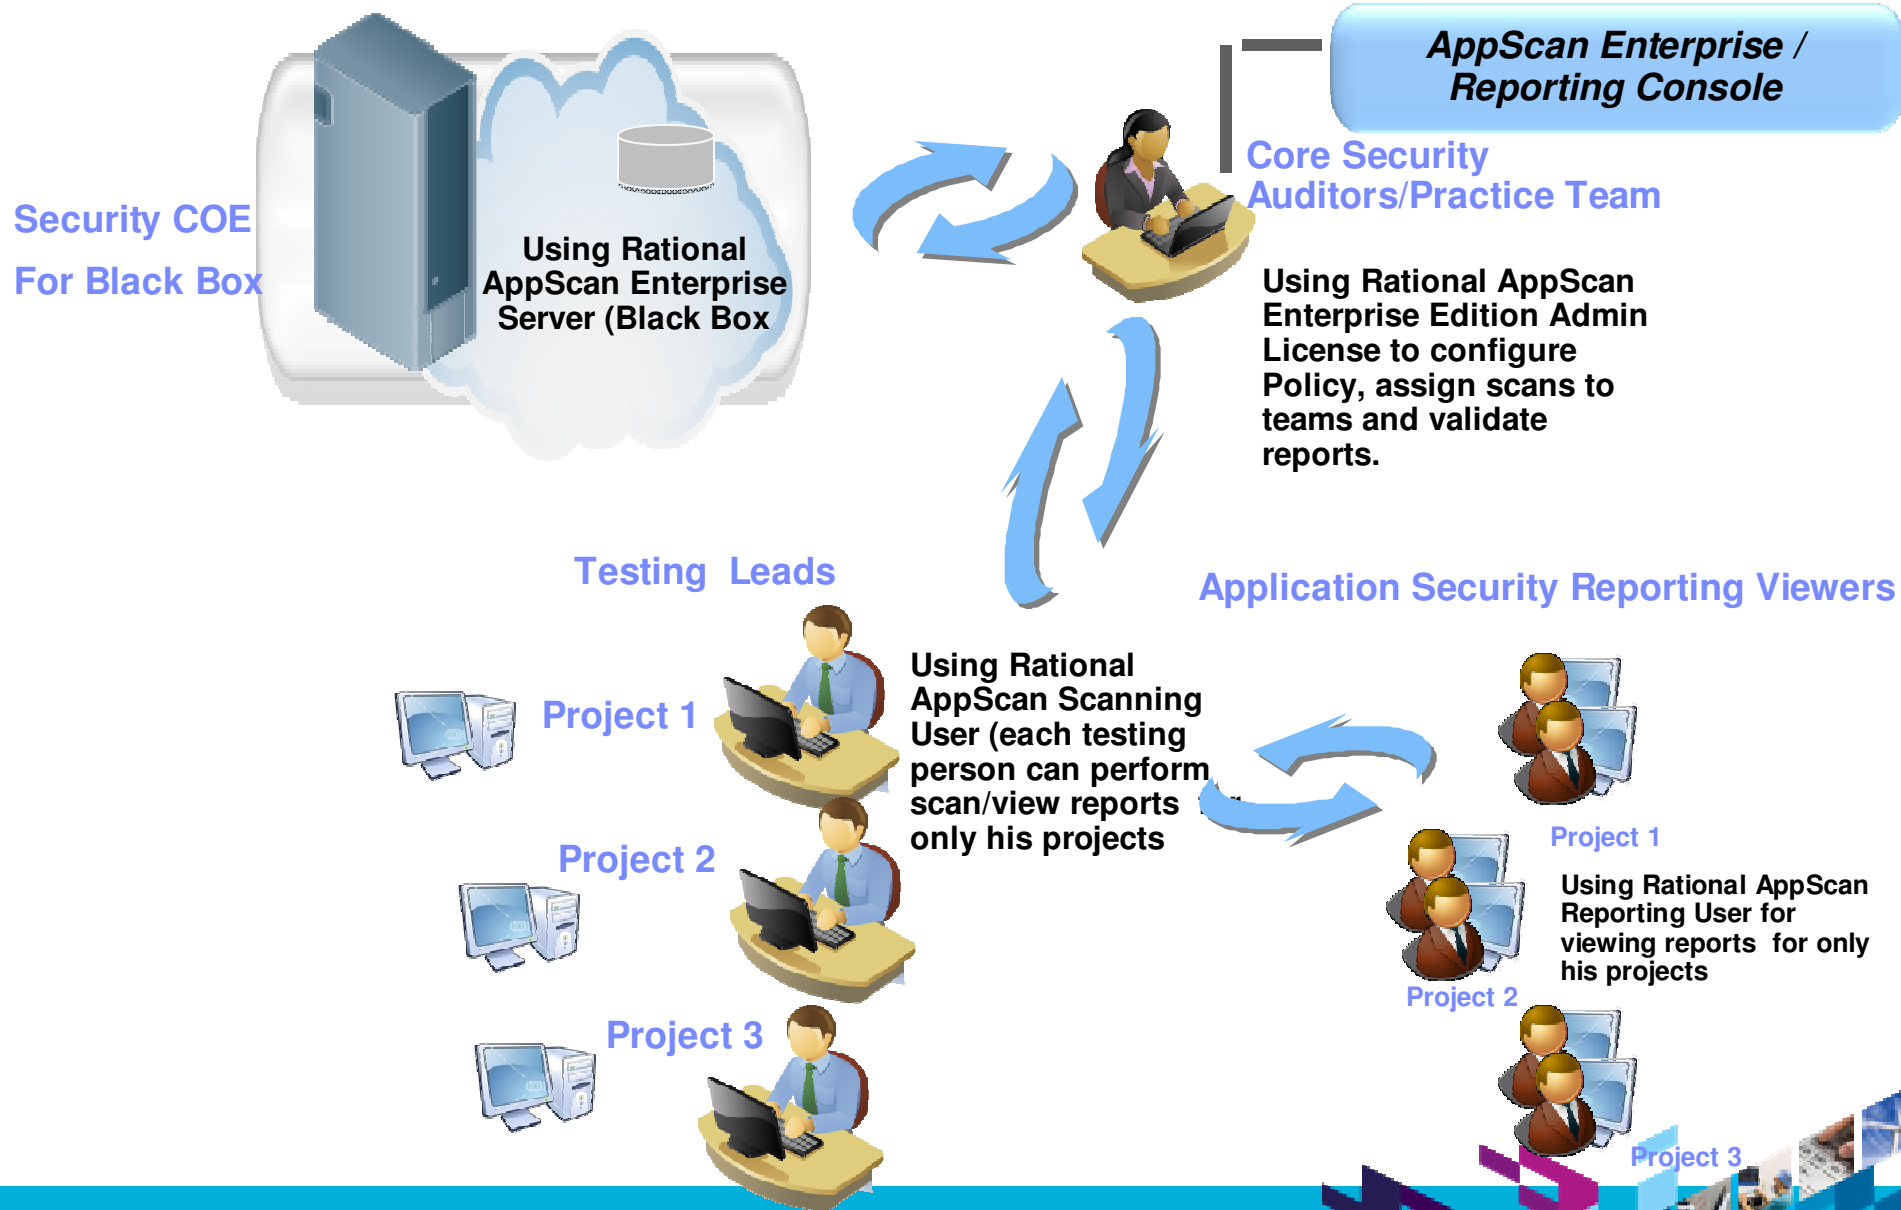 AppScan Enterprise /
Reporting Console
Core Security
Auditors/Practice Team
Security COE
For Black Box
Using Rational
AppScan Enterprise
Server (Black Box
Using Rational AppScan
Enterprise Edition Admin
License to configure
Policy, assign scans to
teams and validate
reports.
Testing Leads
Application Security Reporting Viewers
Project 1
Project 2
Project 3
Using Rational
AppScan Scanning
User (each testing
person can perform
scan/view reports
only his projects
Project 1
Using Rational AppScan
Reporting User for
viewing reports for only
his projects
Project 2
Project 3